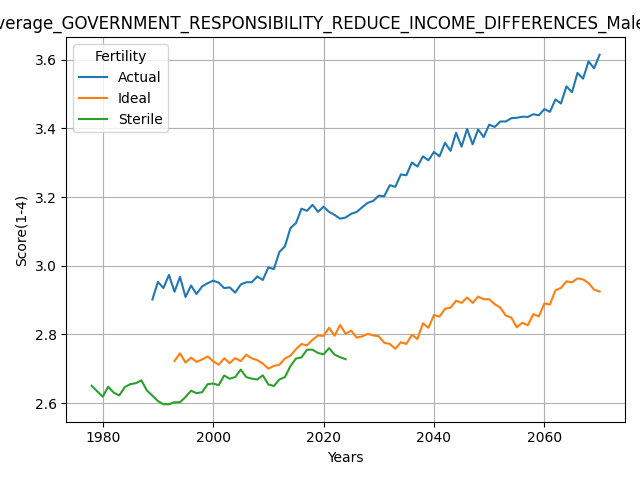 verage_GOVERNMENT_RESPONSIBILITY_REDUCE_INCOME_DIFFERENCES_Male
Fertility
Actual
Ideal
Sterile
Score(1-4)
3.6
3.4
3.2
3.0
2.8
2.6
1980 2000 2020 2040 2060
Years